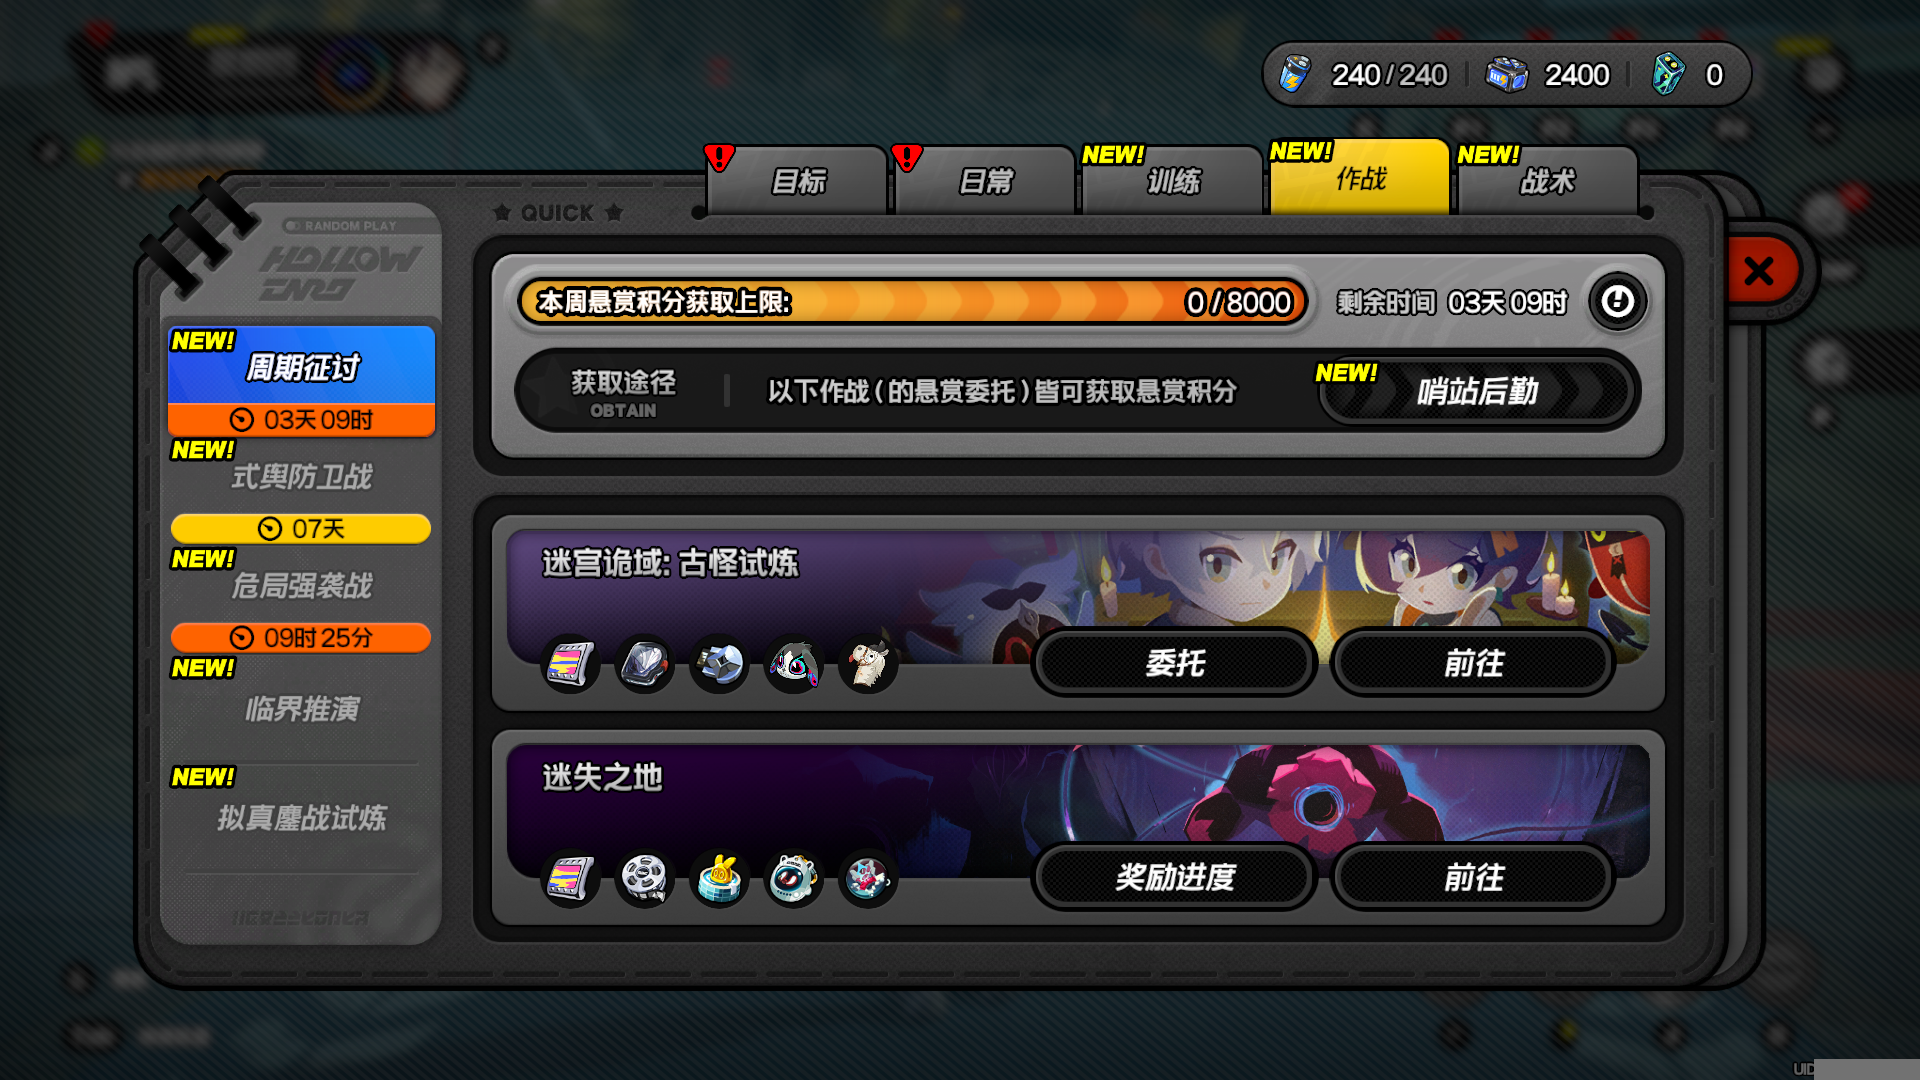 240/240
2400
0
目标
日常
NEW!
训练
NEW!
作战
NEW!
战术
★ QUICK ★
RANDOM PLAY
HOLLOW
ZERO
NEW!
周期征讨
03天09时
NEW!
式舆防卫战
07天
NEW!
危局强袭战
09时25分
NEW!
临界推演
NEW!
拟真鏖战试炼
本周悬赏积分获取上限:
0/8000
剩余时间 03天09时
获取途径
OBTAIN
以下作战(的悬赏委托)皆可获取悬赏积分
NEW!
哨站后勤
迷宫诡域: 古怪试炼
委托
前往
迷失之地
奖励进度
前往
UID